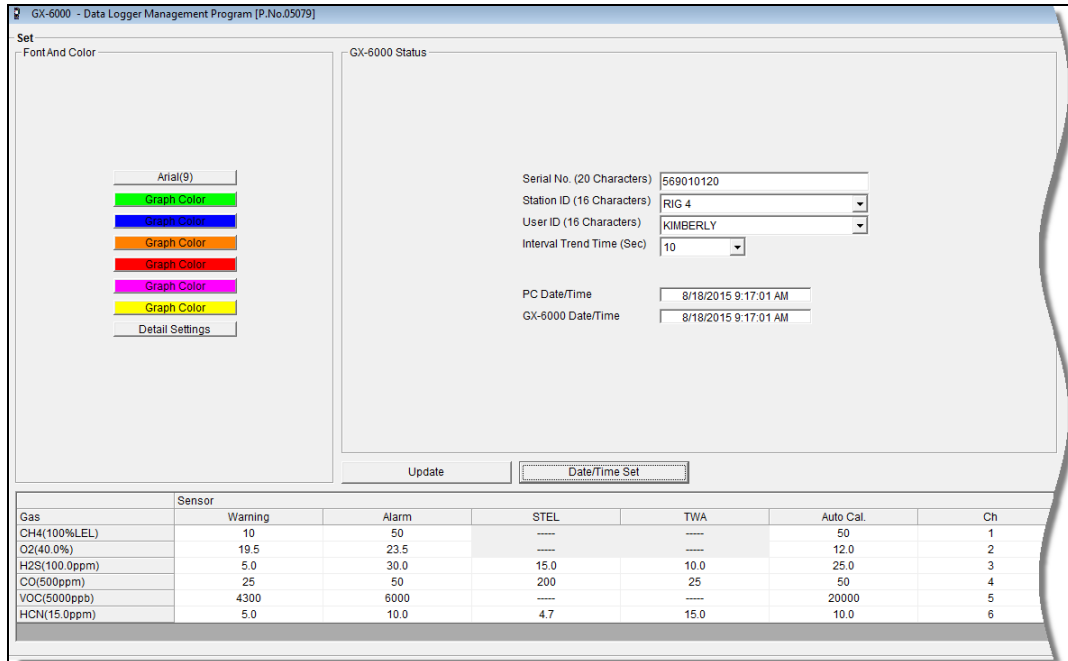 GX-6000 - Data Logger Management Program [P.No.05079]
Set
Font And Color
GX-6000 Status
Arial(9)
Graph Color
Graph Color
Graph Color
Graph Color
Graph Color
Graph Color
Detail Settings
Serial No. (20 Characters) 569010120
Station ID (16 Characters) RIG 4
User ID (16 Characters) KIMBERLY
Interval Trend Time (Sec) 10
PC Date/Time 8/18/2015 9:17:01 AM
GX-6000 Date/Time 8/18/2015 9:17:01 AM
Update Date/Time Set
Sensor
Gas Warning Alarm STEL TWA Auto Cal. Ch
CH4(100%LEL) 10 50 ----- ----- 50 1
O2(40.0%) 19.5 23.5 ----- ----- 12.0 2
H2S(100.0ppm) 5.0 30.0 15.0 10.0 25.0 3
CO(500ppm) 25 50 200 25 50 4
VOC(5000ppb) 4300 6000 ----- ----- 20000 5
HCN(15.0ppm) 5.0 10.0 4.7 15.0 10.0 6